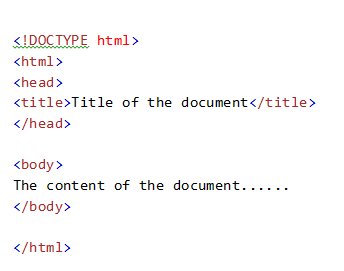 <!DOCTYPE html>
<html>
<head>
<title>Title of the document</title>
</head>
<body>
The content of the document......
</body>
</html>